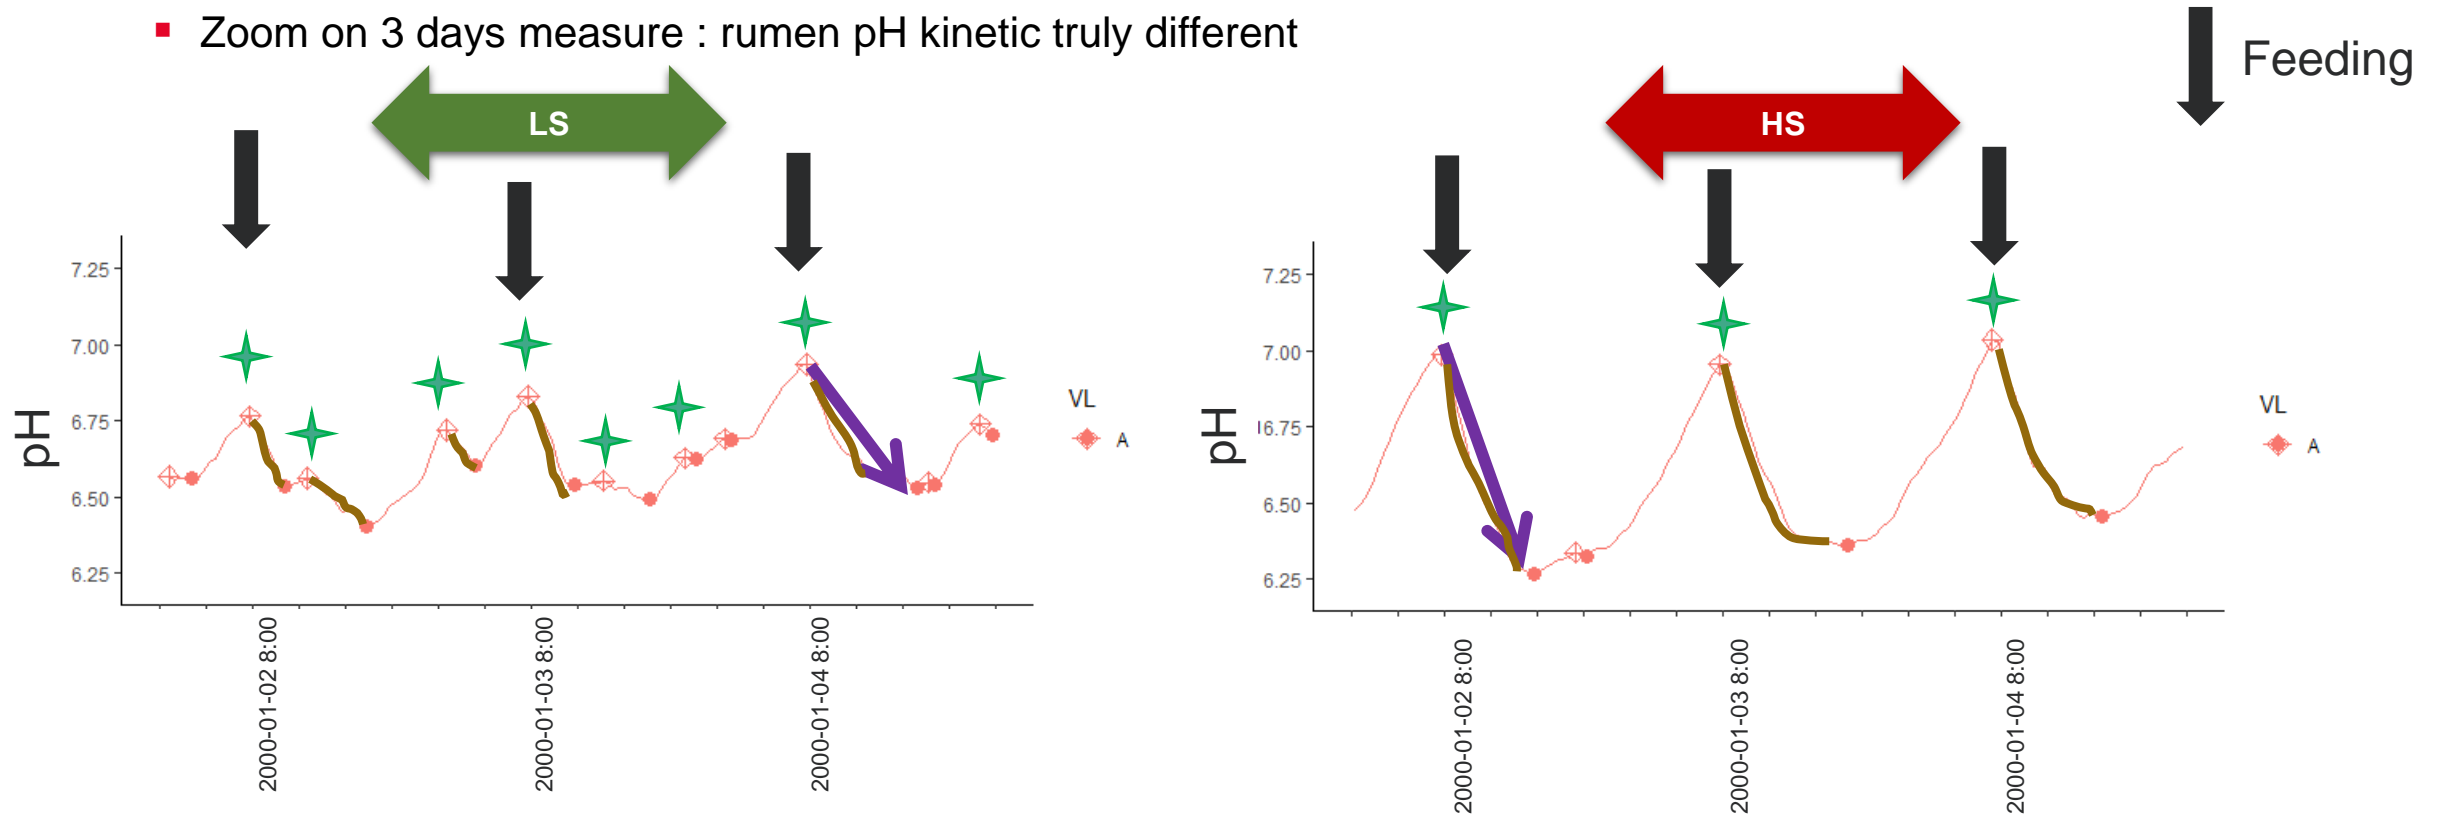 Zoom on 3 days measure : rumen pH kinetic truly different
Feeding
LS
HS
pH
7.25
7.00
6.75
6.50
6.25
2000-01-02 8:00
2000-01-03 8:00
2000-01-04 8:00
VL
A
pH
7.25
7.00
6.75
6.50
6.25
2000-01-02 8:00
2000-01-03 8:00
2000-01-04 8:00
VL
A